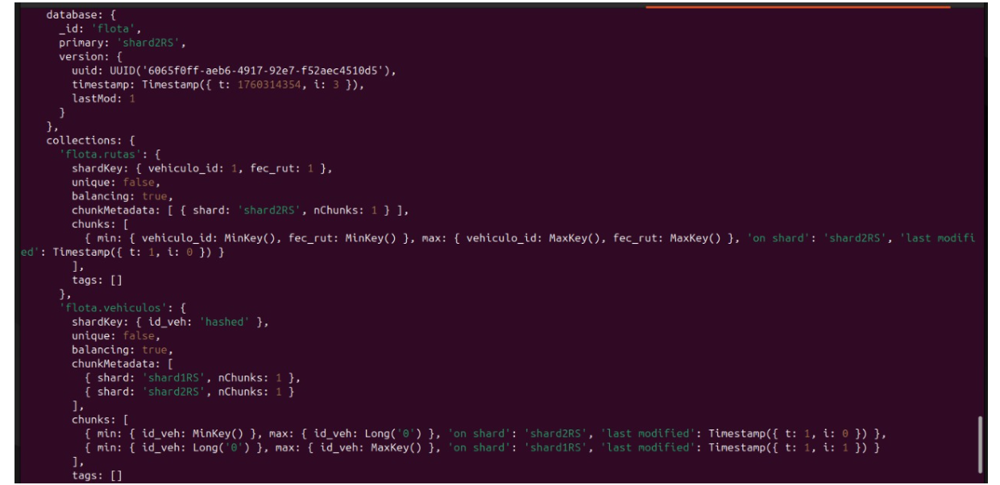 database: {
_id: 'flota',
primary: 'shard2RS',
version: {
uuid: UUID('6065f0ff-aeb6-4917-92e7-f52aec4510d5'),
timestamp: Timestamp({ t: 1760314354, i: 3 }),
lastMod: 1
}
},
collections: {
'flota.rutas': {
shardKey: { vehiculo_id: 1, fec_rut: 1 },
unique: false,
balancing: true,
chunkMetadata: [ { shard: 'shard2RS', nChunks: 1 } ],
chunks: [
{ min: { vehiculo_id: MinKey(), fec_rut: MinKey() }, max: { vehiculo_id: MaxKey(), fec_rut: MaxKey() }, 'on shard': 'shard2RS', 'last modifi
ed': Timestamp({ t: 1, i: 0 }) }
],
tags: []
},
'flota.vehiculos': {
shardKey: { id_veh: 'hashed' },
unique: false,
balancing: true,
chunkMetadata: [
{ shard: 'shard1RS', nChunks: 1 },
{ shard: 'shard2RS', nChunks: 1 }
],
chunks: [
{ min: { id_veh: MinKey() }, max: { id_veh: Long('0') }, 'on shard': 'shard2RS', 'last modified': Timestamp({ t: 1, i: 0 }) },
{ min: { id_veh: Long('0') }, max: { id_veh: MaxKey() }, 'on shard': 'shard1RS', 'last modified': Timestamp({ t: 1, i: 1 }) }
],
tags: []